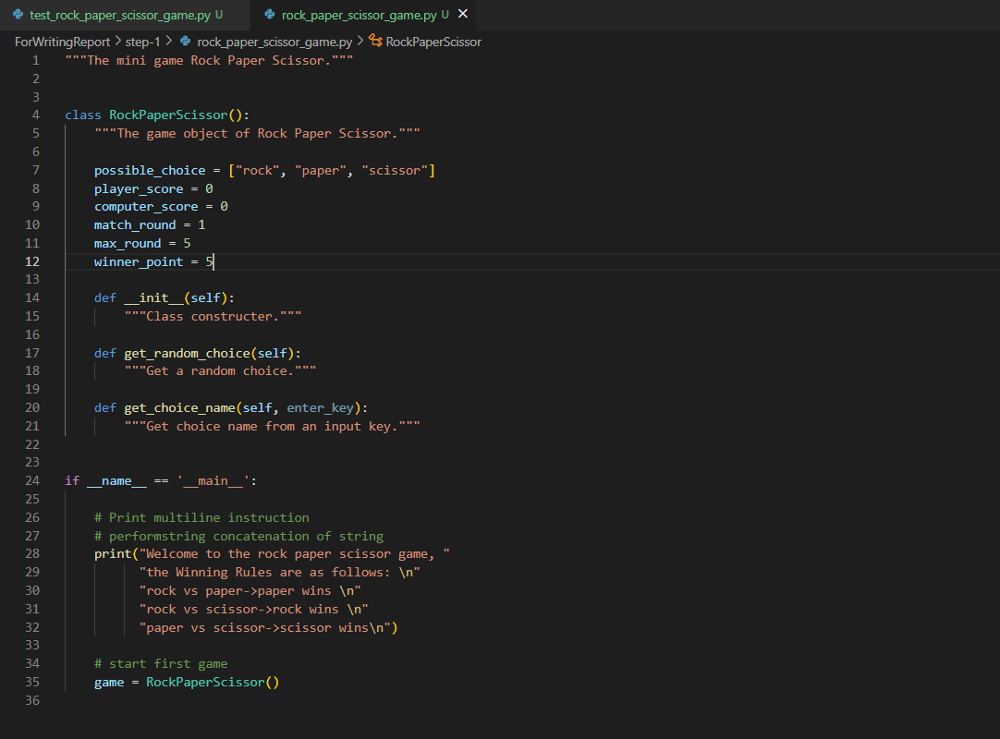 test_rock_paper_scissor_game.py U
rock_paper_scissor_game.py U
ForWritingReport > step-1 > rock_paper_scissor_game.py > RockPaperScissor
1 """The mini game Rock Paper Scissor."""
2
3
4 class RockPaperScissor():
5     """The game object of Rock Paper Scissor."""
6
7     possible_choice = ["rock", "paper", "scissor"]
8     player_score = 0
9     computer_score = 0
10     match_round = 1
11     max_round = 5
12     winner_point = 5
13
14     def __init__(self):
15         """Class constructer."""
16
17     def get_random_choice(self):
18         """Get a random choice."""
19
20     def get_choice_name(self, enter_key):
21         """Get choice name from an input key."""
22
23
24 if __name__ == '__main__':
25
26     # Print multiline instruction
27     # performstring concatenation of string
28     print("Welcome to the rock paper scissor game, "
29           "the Winning Rules are as follows: \n"
30           "rock vs paper->paper wins \n"
31           "rock vs scissor->rock wins \n"
32           "paper vs scissor->scissor wins\n")
33
34     # start first game
35     game = RockPaperScissor()
36